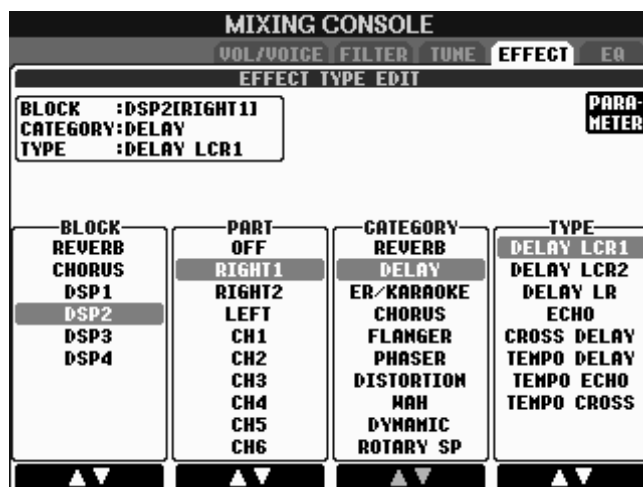 MIXING CONSOLE
VOL/VOICE FILTER TUNE EFFECT EQ
EFFECT TYPE EDIT
BLOCK :DSP2[RIGHT1]
CATEGORY:DELAY
TYPE :DELAY LCR1
PARA-
METER
BLOCK
REVERB
CHORUS
DSP1
DSP2
DSP3
DSP4
PART
OFF
RIGHT1
RIGHT2
LEFT
CH1
CH2
CH3
CH4
CH5
CH6
CATEGORY
REVERB
DELAY
ER/KARAOKE
CHORUS
FLANGER
PHASER
DISTORTION
WAH
DYNAMIC
ROTARY SP
TYPE
DELAY LCR1
DELAY LCR2
DELAY LR
ECHO
CROSS DELAY
TEMPO DELAY
TEMPO ECHO
TEMPO CROSS